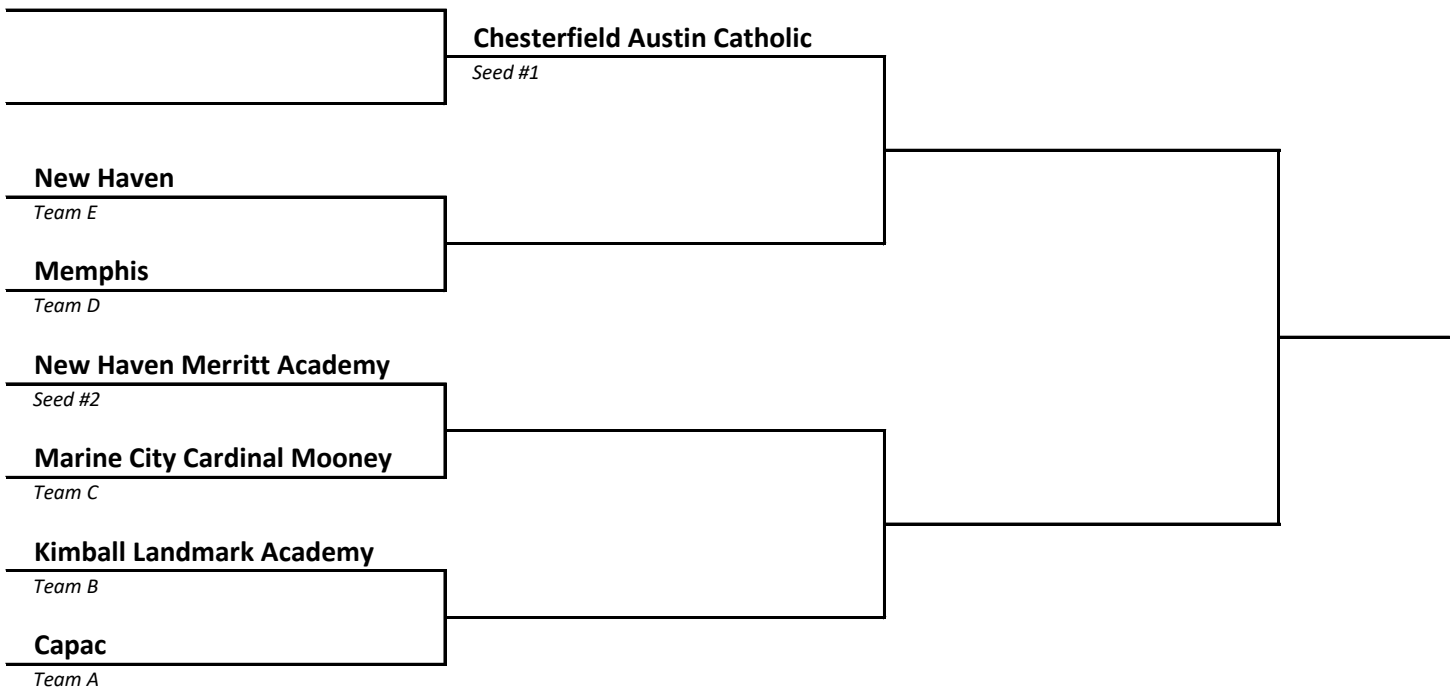 Chesterfield Austin Catholic
Seed #1
New Haven
Team E
Memphis
Team D
New Haven Merritt Academy
Seed #2
Marine City Cardinal Mooney
Team C
Kimball Landmark Academy
Team B
Capac
Team A